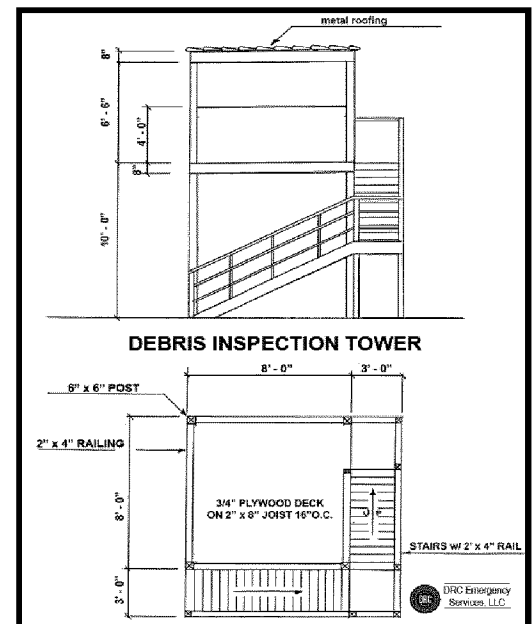 metal roofing
8"
6' - 6"
4' - 0"
8"
10' - 0"
DEBRIS INSPECTION TOWER
8' - 0"
3' - 0"
6" x 6" POST
2" x 4" RAILING
8' - 0"
3/4" PLYWOOD DECK
ON 2" x 8" JOIST 16"O.C.
STAIRS w/ 2' x 4" RAIL
3' - 0"
DRC
DRC Emergency
Services, LLC